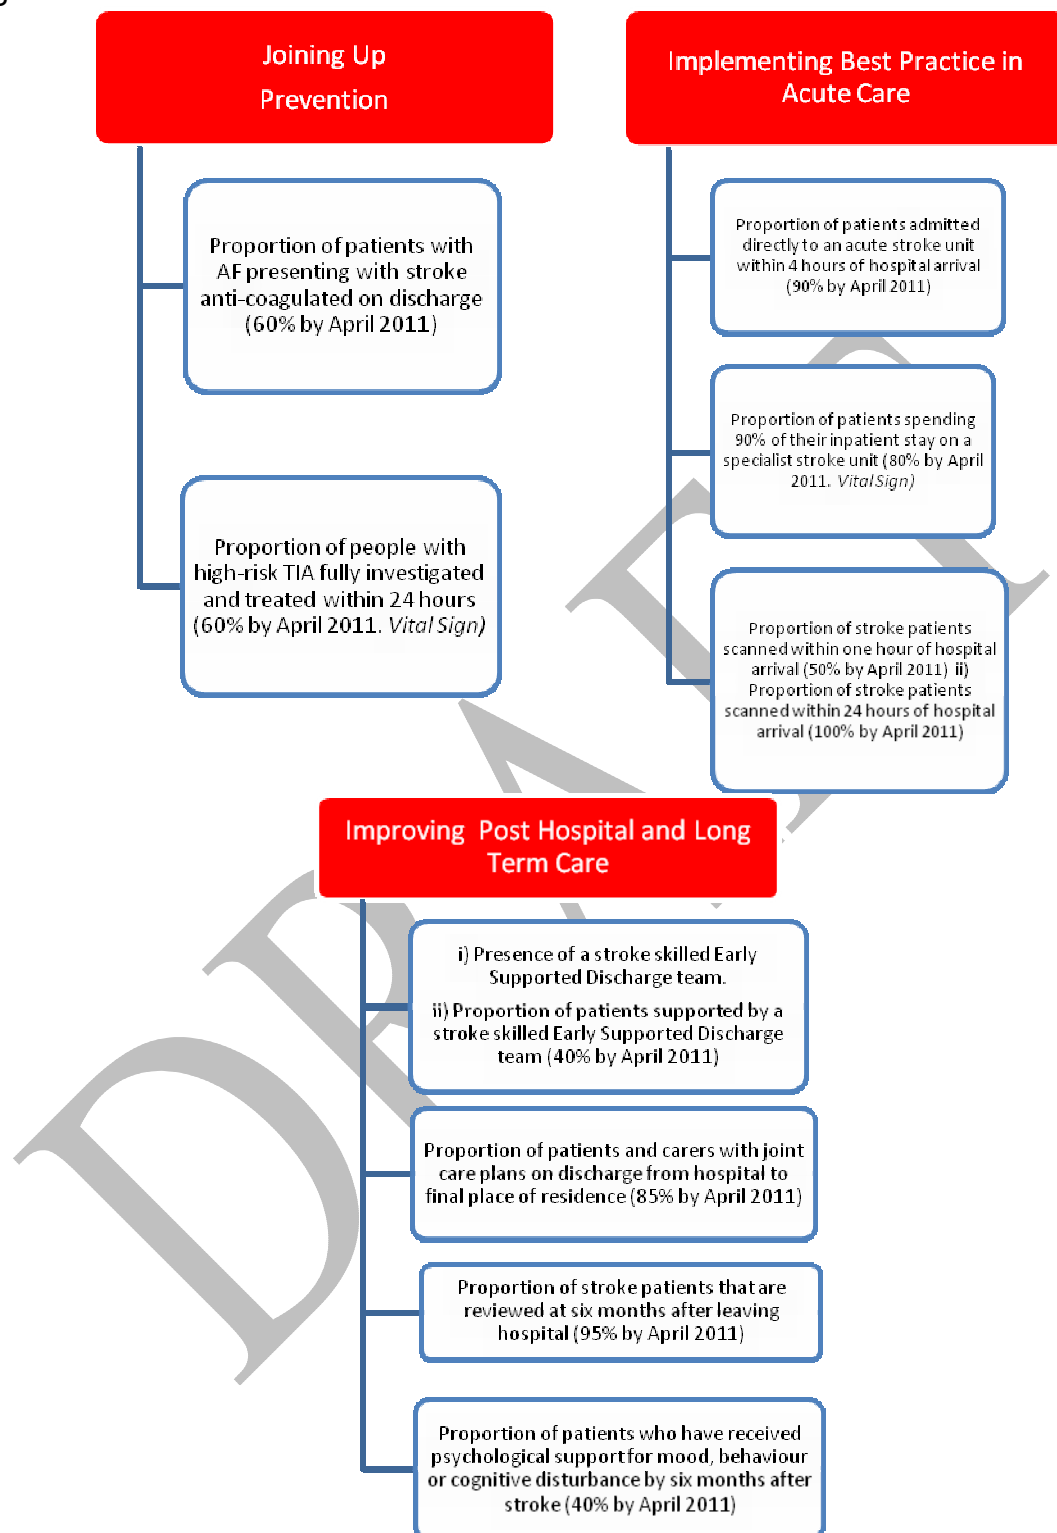 Joining Up
Prevention
Proportion of patients with
AF presenting with stroke
anti-coagulated on discharge
(60% by April 2011)
Proportion of people with
high-risk TIA fully investigated
and treated within 24 hours
(60% by April 2011. Vital Sign)
Implementing Best Practice in
Acute Care
Proportion of patients admitted
directly to an acute stroke unit
within 4 hours of hospital arrival
(90% by April 2011)
Proportion of patients spending
90% of their inpatient stay on a
specialist stroke unit (80% by April
2011. Vital Sign)
Proportion of stroke patients
scanned within one hour of hospital
arrival (50% by April 2011) ii)
Proportion of stroke patients
scanned within 24 hours of hospital
arrival (100% by April 2011)
Improving Post Hospital and Long
Term Care
i) Presence of a stroke skilled Early
Supported Discharge team.
ii) Proportion of patients supported by a
stroke skilled Early Supported Discharge
team (40% by April 2011)
Proportion of patients and carers with joint
care plans on discharge from hospital to
final place of residence (85% by April 2011)
Proportion of stroke patients that are
reviewed at six months after leaving
hospital (95% by April 2011)
Proportion of patients who have received
psychological support for mood, behaviour
or cognitive disturbance by six months after
stroke (40% by April 2011)
DRAFT